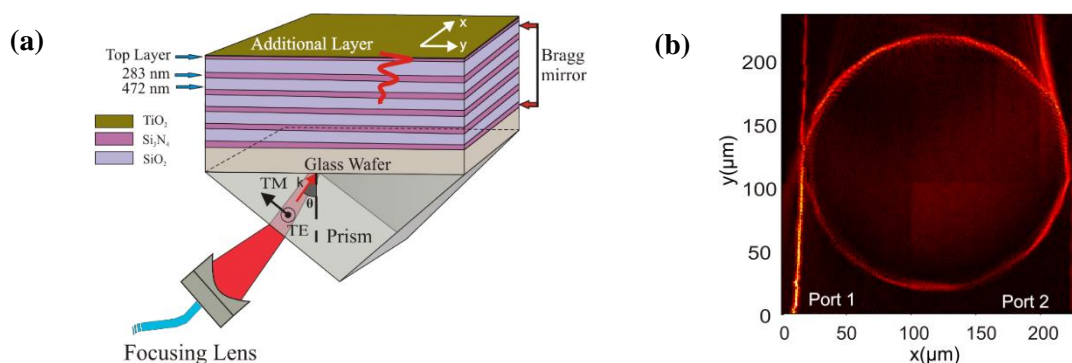 (a)
Additional Layer
x
y
Top Layer
283 nm
472 nm
Bragg
mirror
TiO₂
Si₃N₄
SiO₂
Glass Wafer
TM
k
θ
TE
Prism
Focusing Lens
(b)
y(μm)
200
150
100
50
0
Port 1
Port 2
0
50
100
150
200
x(μm)